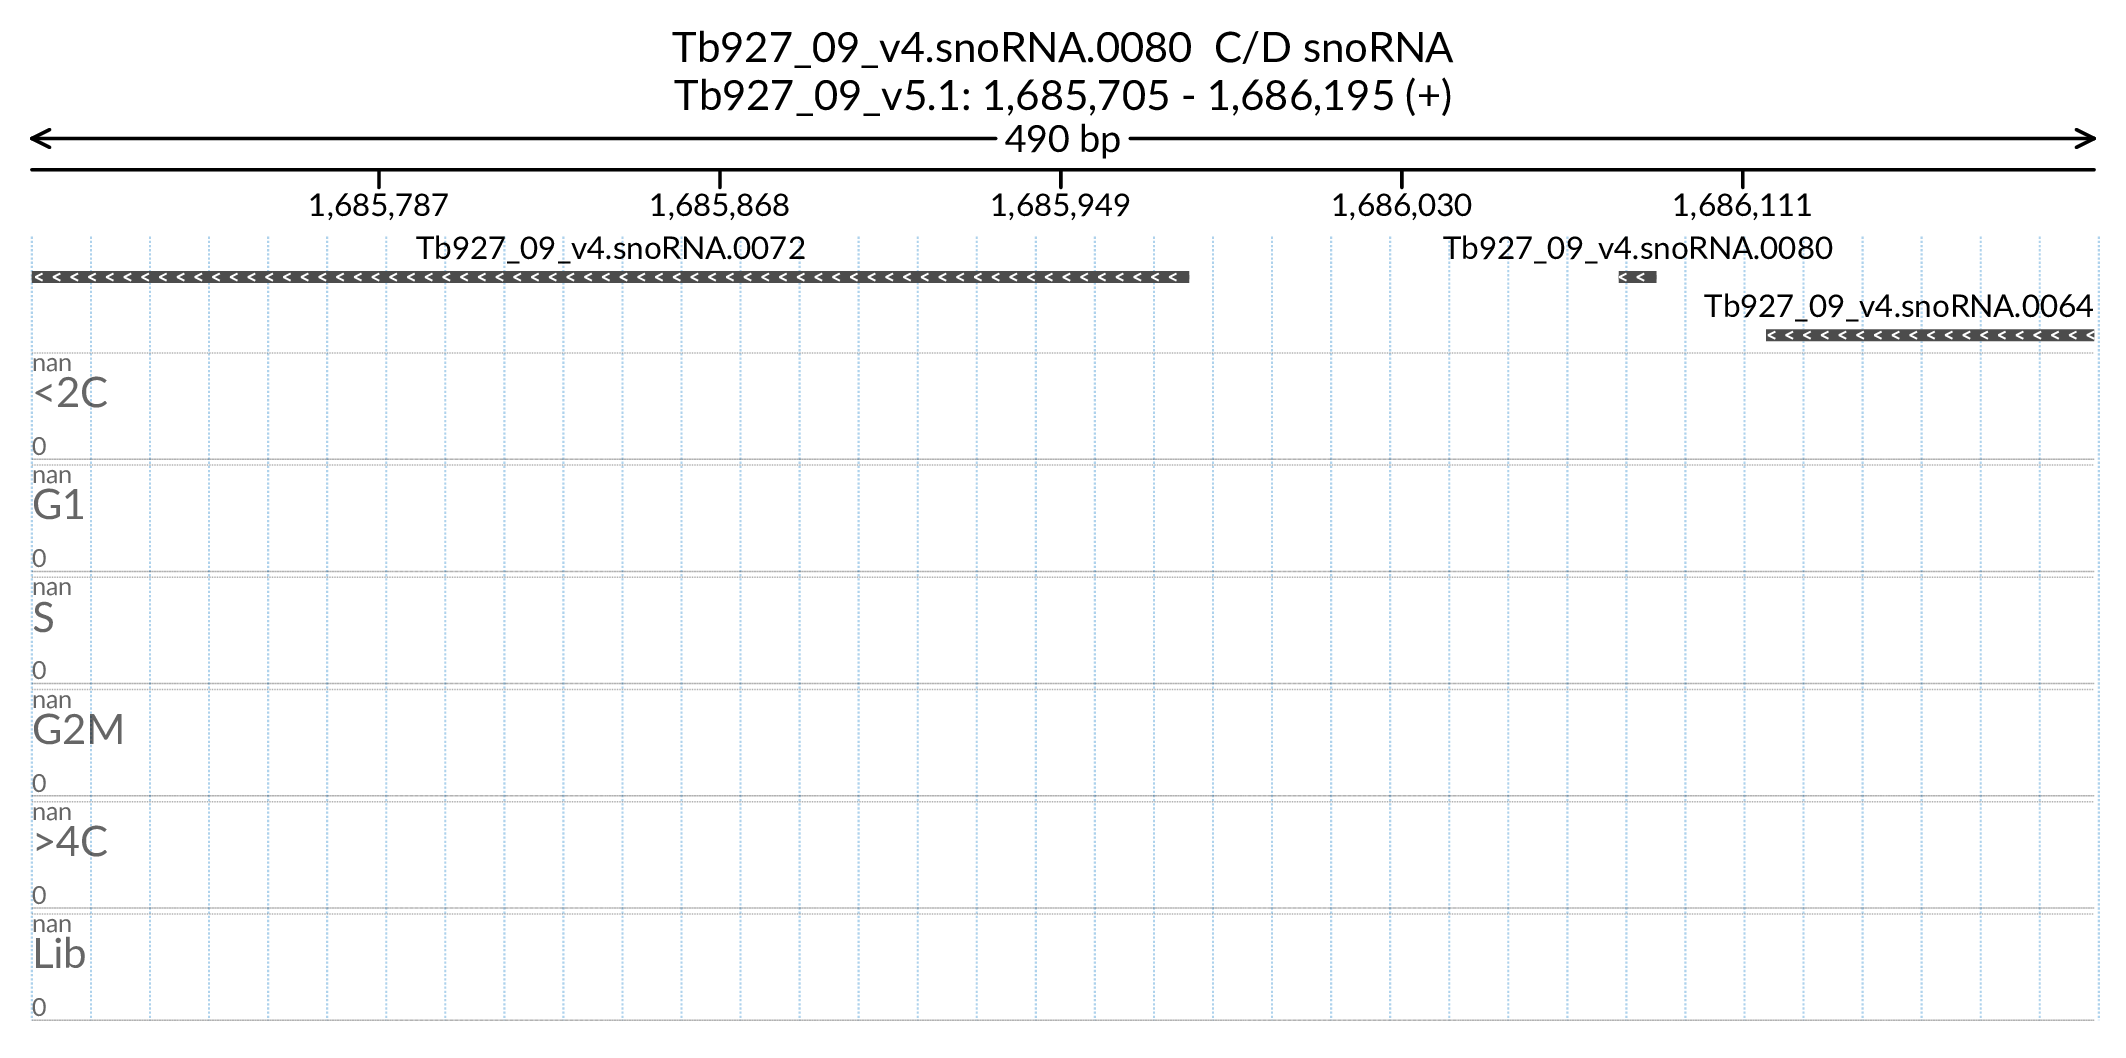 Tb927_09_v4.snoRNA.0080  C/D snoRNA
Tb927_09_v5.1: 1,685,705 - 1,686,195 (+)
490 bp
1,685,787 1,685,868 1,685,949 1,686,030 1,686,111
Tb927_09_v4.snoRNA.0072 Tb927_09_v4.snoRNA.0080
Tb927_09_v4.snoRNA.0064
nan
<2C
0
nan
G1
0
nan
S
0
nan
G2M
0
nan
>4C
0
nan
Lib
0